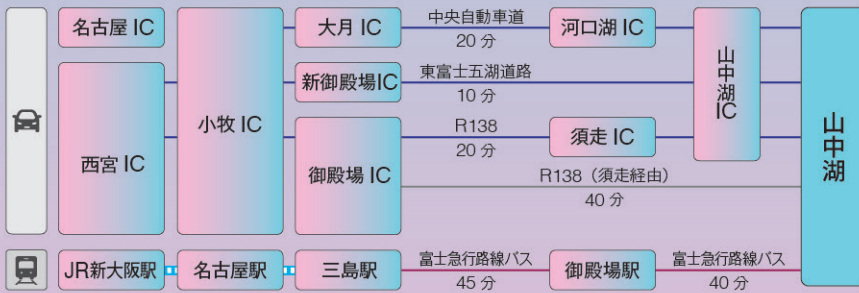 名古屋 IC
大月 IC
中央自動車道
20 分
河口湖 IC
西宮 IC
小牧 IC
新御殿場IC
東富士五湖道路
10 分
御殿場 IC
R138
20 分
須走 IC
山中湖 IC
R138（須走経由）
40 分
山中湖
JR新大阪駅
名古屋駅
三島駅
富士急行路線バス
45 分
御殿場駅
富士急行路線バス
40 分